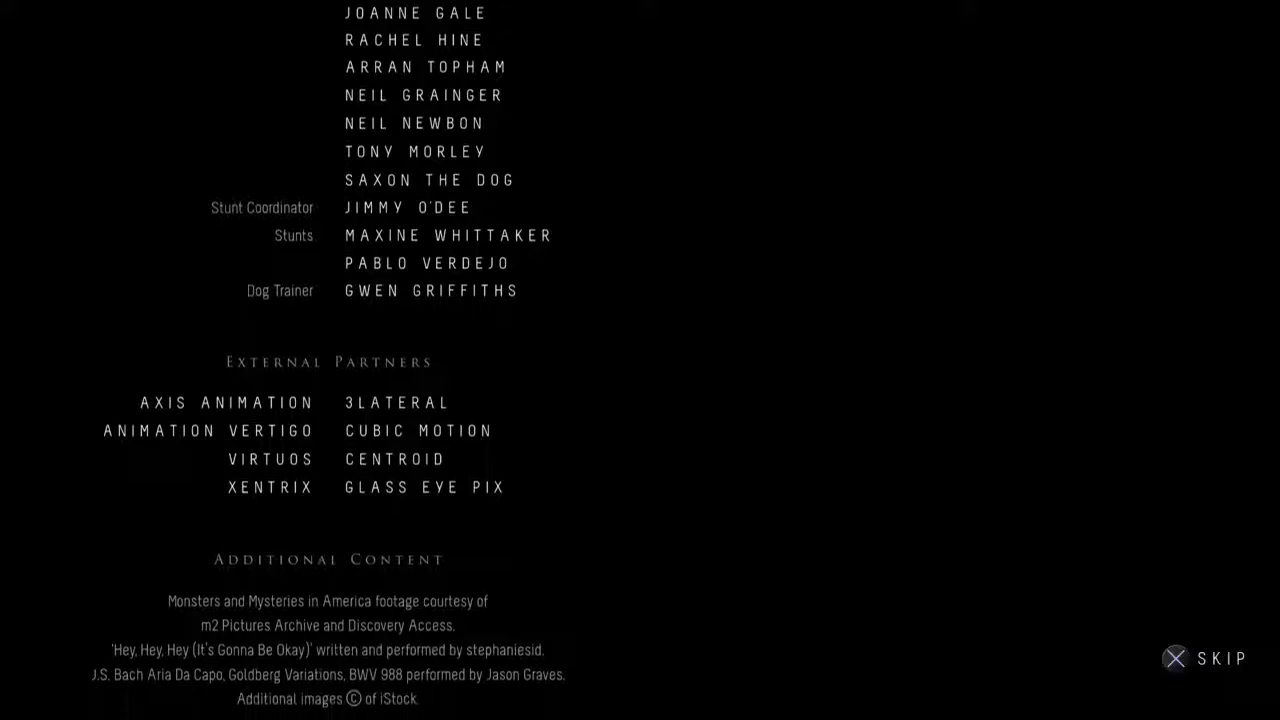 JOANNE GALE
RACHEL HINE
ARRAN TOPHAM
NEIL GRAINGER
NEIL NEWBON
TONY MORLEY
SAXON THE DOG
Stunt Coordinator JIMMY O'DEE
Stunts MAXINE WHITTAKER
PABLO VERDEJO
Dog Trainer GWEN GRIFFITHS
EXTERNAL PARTNERS
AXIS ANIMATION 3LATERAL
ANIMATION VERTIGO CUBIC MOTION
VIRTUOS CENTROID
XENTRIX GLASS EYE PIX
ADDITIONAL CONTENT
Monsters and Mysteries in America footage courtesy of
m2 Pictures Archive and Discovery Access.
'Hey, Hey, Hey (It's Gonna Be Okay)' written and performed by stephaniesid.
J.S. Bach Aria Da Capo, Goldberg Variations, BWV 988 performed by Jason Graves.
Additional images © of iStock.
SKIP